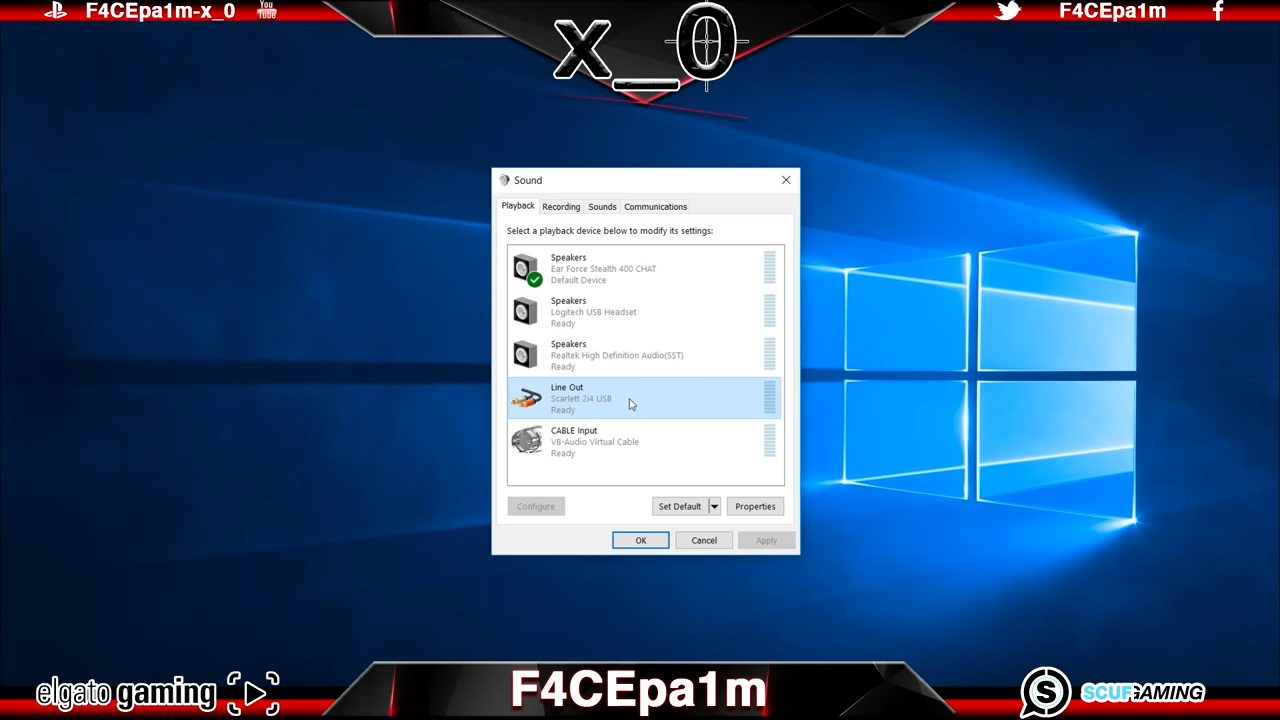 F4CEpa1m-x_0
You
Tube
F4CEpa1m
x_0
Sound
Playback
Recording
Sounds
Communications
Select a playback device below to modify its settings:
Speakers
Ear Force Stealth 400 CHAT
Default Device
Speakers
Logitech USB Headset
Ready
Speakers
Realtek High Definition Audio(SST)
Ready
Line Out
Scarlett 2i4 USB
Ready
CABLE Input
VB-Audio Virtual Cable
Ready
Configure
Set Default
Properties
OK
Cancel
Apply
elgato gaming
F4CEpa1m
S
SCUFGAMING